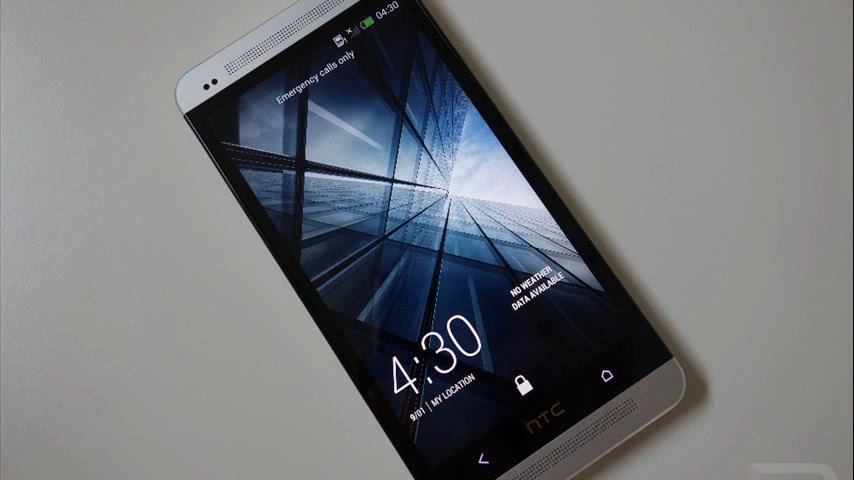 04:30
Emergency calls only
NO WEATHER
DATA AVAILABLE
4:30
9/01 | MY LOCATION
hTC